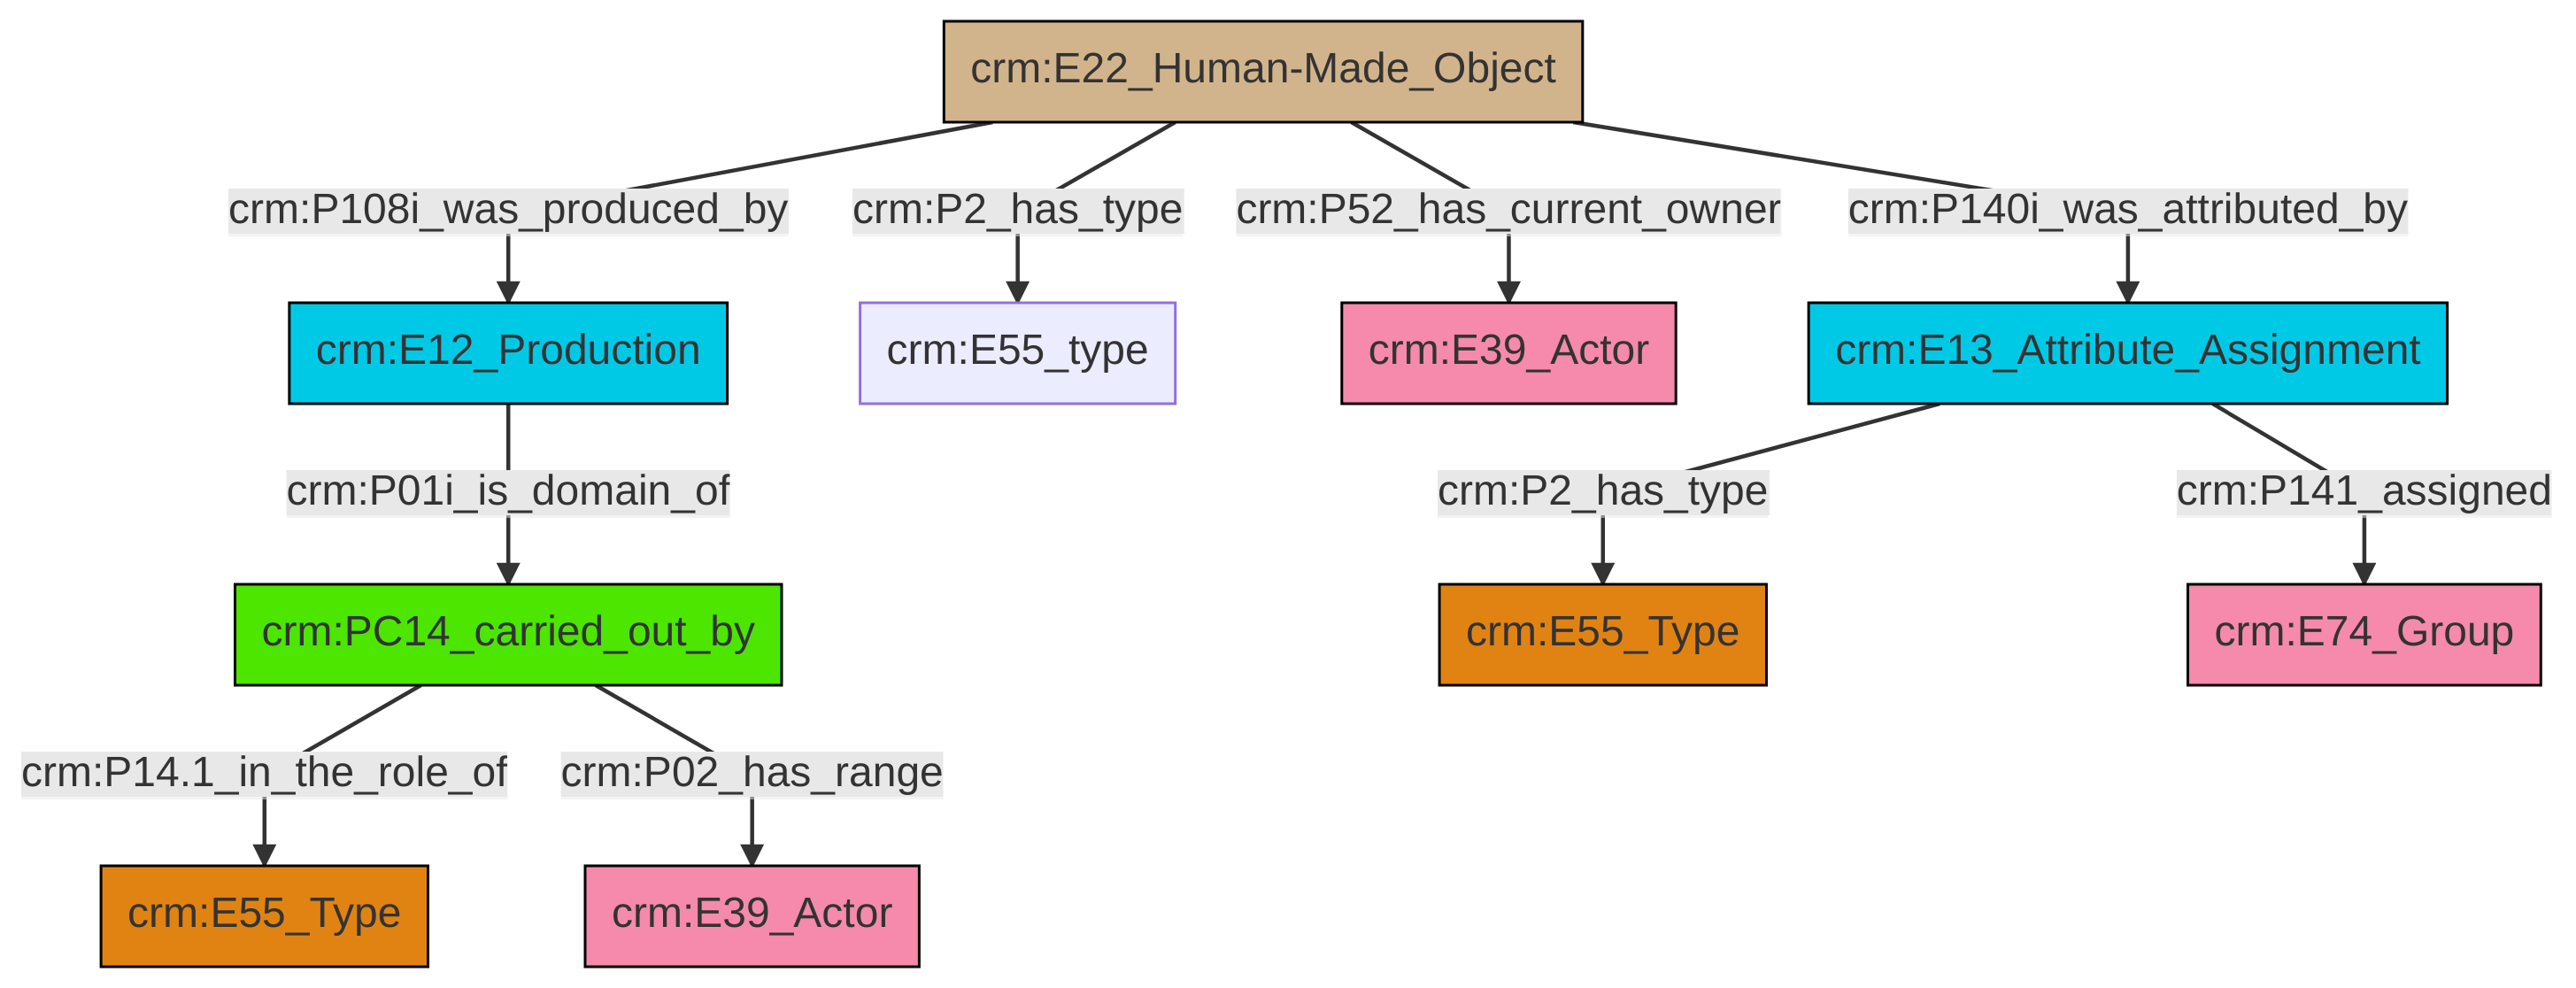 crm:E22_Human-Made_Object
crm:P108i_was_produced_by
crm:P2_has_type
crm:P52_has_current_owner
crm:P140i_was_attributed_by
crm:E12_Production
crm:E55_type
crm:E39_Actor
crm:E13_Attribute_Assignment
crm:P01i_is_domain_of
crm:P2_has_type
crm:P141_assigned
crm:PC14_carried_out_by
crm:E55_Type
crm:E74_Group
crm:P14.1_in_the_role_of
crm:P02_has_range
crm:E55_Type
crm:E39_Actor